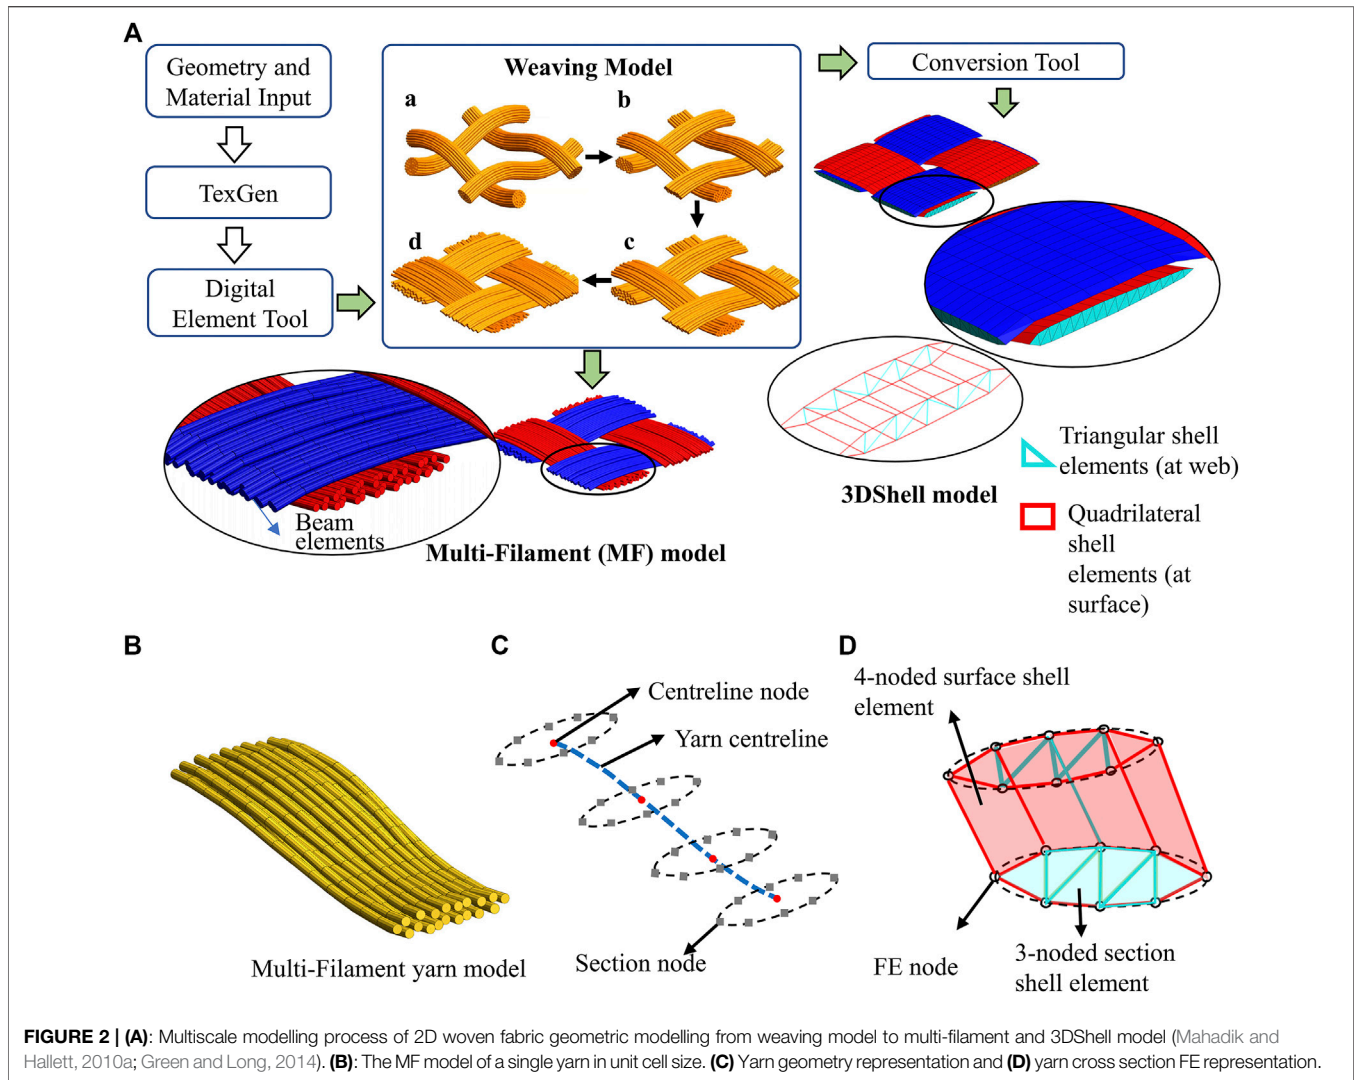 A
Geometry and
Material Input
TexGen
Digital
Element Tool
Weaving Model
a
b
d
c
Conversion Tool
Beam
elements
Multi-Filament (MF) model
3DShell model
Triangular shell
elements (at web)
Quadrilateral
shell
elements (at
surface)
B
Multi-Filament yarn model
C
Centreline node
Yarn centreline
Section node
D
4-noded surface shell
element
FE node
3-noded section
shell element
FIGURE 2 | (A): Multiscale modelling process of 2D woven fabric geometric modelling from weaving model to multi-filament and 3DShell model (Mahadik and
Hallett, 2010a; Green and Long, 2014). (B): The MF model of a single yarn in unit cell size. (C) Yarn geometry representation and (D) yarn cross section FE representation.